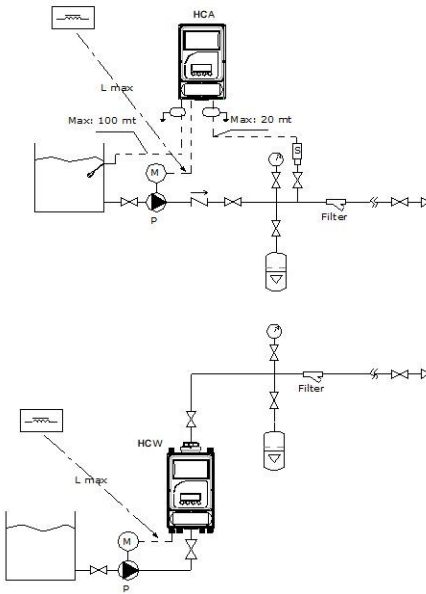 HCA
L max
Max: 100 mt
Max: 20 mt
S
M
P
Filter
Filter
HCW
L max
M
P